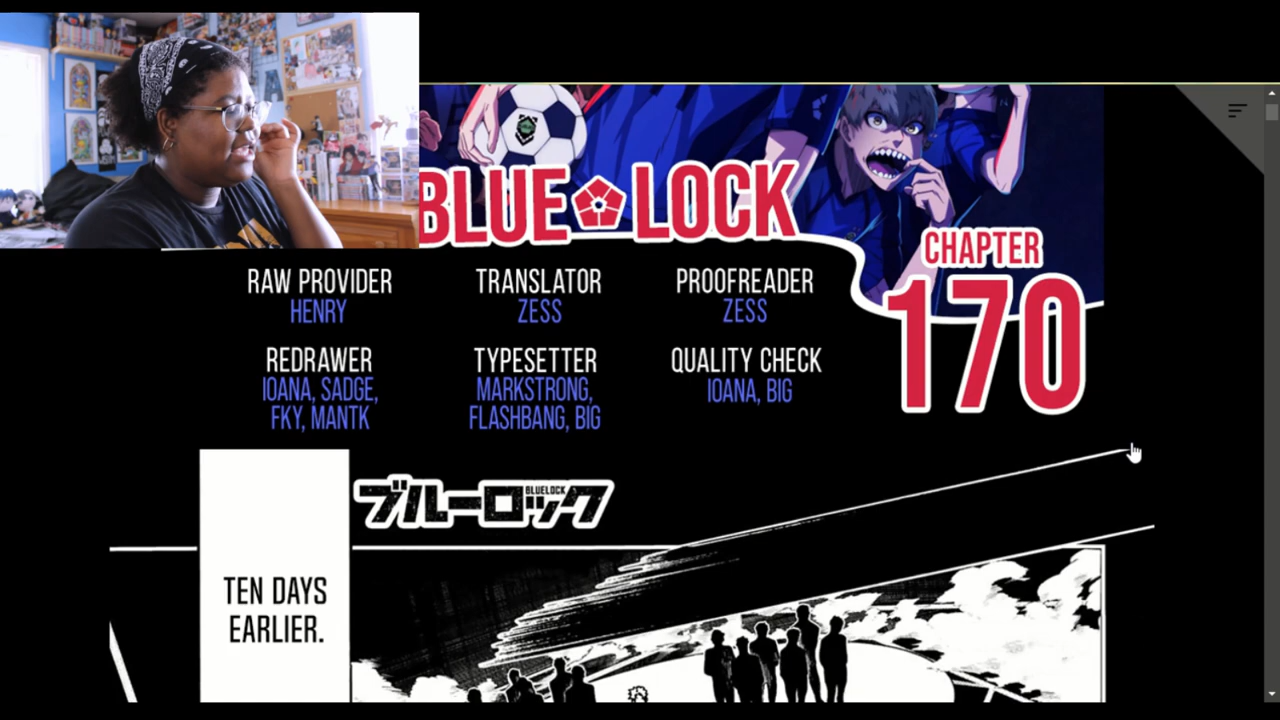 BLUE LOCK
CHAPTER
170
RAW PROVIDER
HENRY
TRANSLATOR
ZESS
PROOFREADER
ZESS
REDRAWER
IOANA, SADGE,
FKY, MANTK
TYPESETTER
MARKSTRONG,
FLASHBANG, BIG
QUALITY CHECK
IOANA, BIG
ブルーロック
BLUELOCK
TEN DAYS
EARLIER.